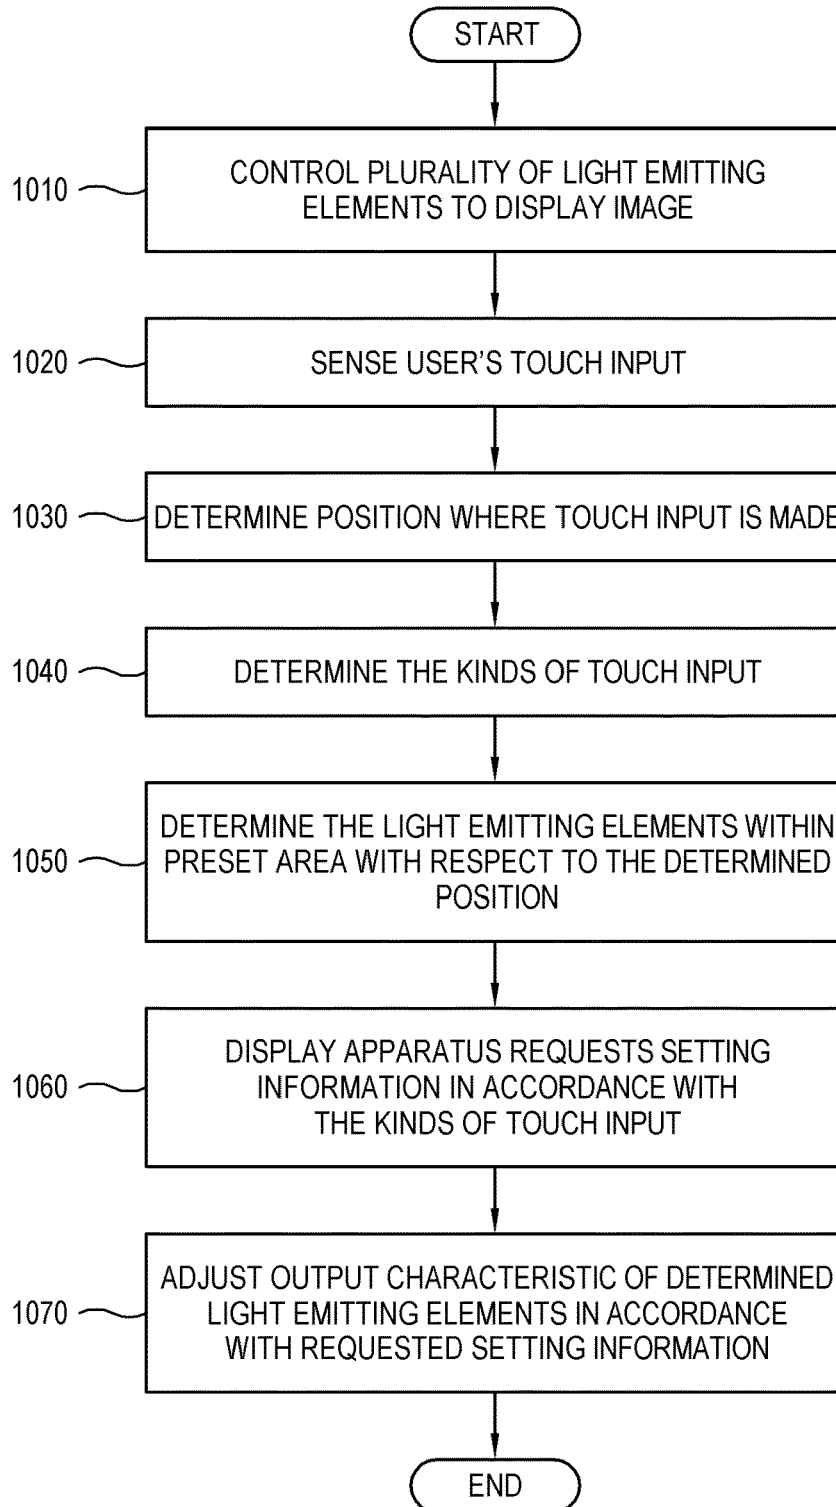 START
1010
CONTROL PLURALITY OF LIGHT EMITTING
ELEMENTS TO DISPLAY IMAGE
1020
SENSE USER'S TOUCH INPUT
1030
DETERMINE POSITION WHERE TOUCH INPUT IS MADE
1040
DETERMINE THE KINDS OF TOUCH INPUT
1050
DETERMINE THE LIGHT EMITTING ELEMENTS WITHIN
PRESET AREA WITH RESPECT TO THE DETERMINED
POSITION
1060
DISPLAY APPARATUS REQUESTS SETTING
INFORMATION IN ACCORDANCE WITH
THE KINDS OF TOUCH INPUT
1070
ADJUST OUTPUT CHARACTERISTIC OF DETERMINED
LIGHT EMITTING ELEMENTS IN ACCORDANCE
WITH REQUESTED SETTING INFORMATION
END